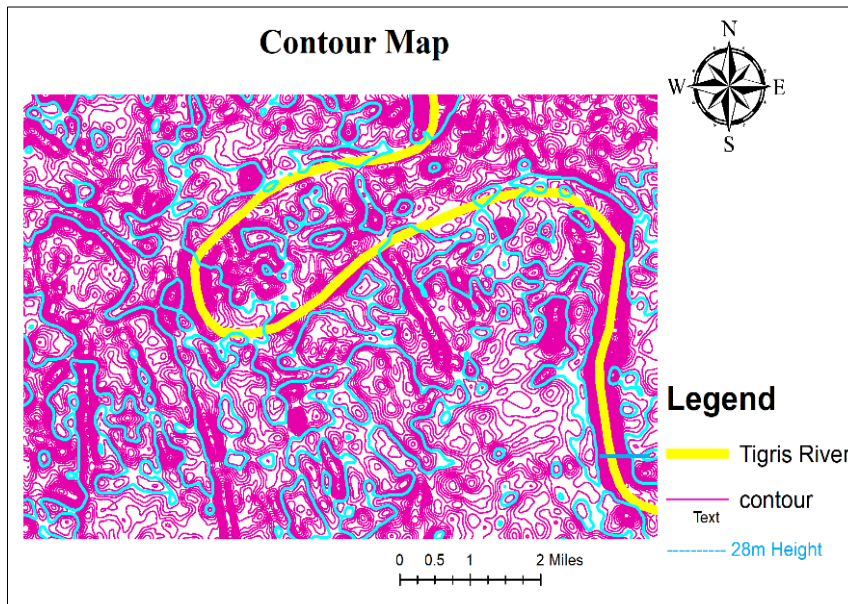 Contour Map
N
W E
S
Legend
Tigris River
contour
Text
28m Height
0 0.5 1 2 Miles